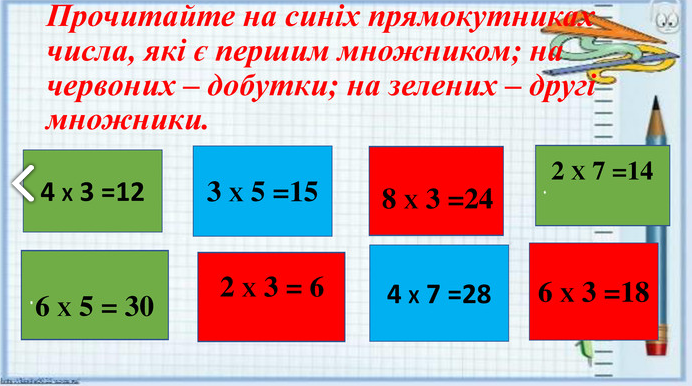 Прочитайте на синіх прямокутниках
числа, які є першим множником; на
червоних – добутки; на зелених – другі
множники.
4 х 3 =12
3 х 5 =15
8 х 3 =24
2 х 7 =14
6 х 5 = 30
2 х 3 = 6
4 х 7 =28
6 х 3 =18